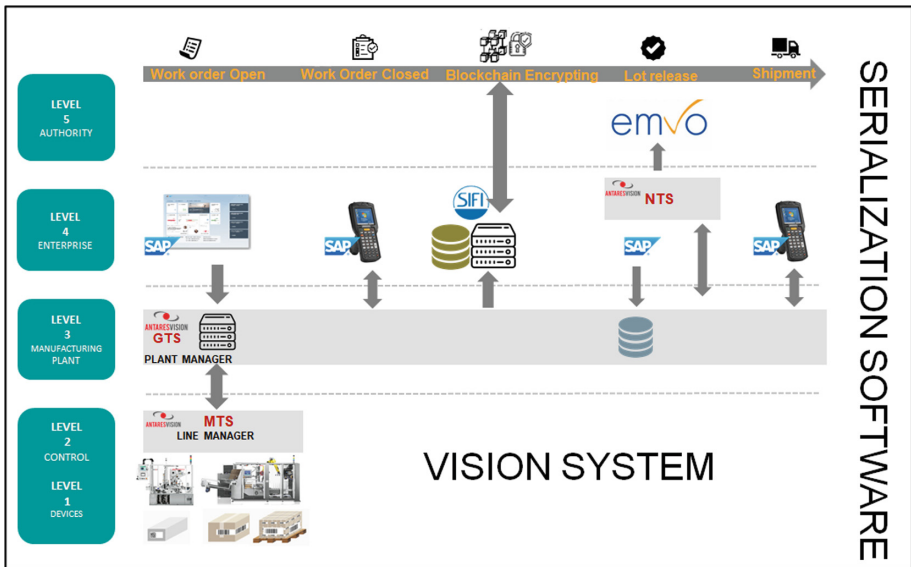 Work order Open
Work Order Closed
Blockchain Encrypting
Lot release
Shipment
LEVEL
5
AUTHORITY
emvo
LEVEL
4
ENTERPRISE
SAP
SAP
SIFI
ANTARESVISION
NTS
SAP
SAP
LEVEL
3
MANUFACTURING
PLANT
ANTARESVISION
GTS
PLANT MANAGER
LEVEL
2
CONTROL
LEVEL
1
DEVICES
ANTARESVISION
MTS
LINE MANAGER
VISION SYSTEM
SERIALIZATION SOFTWARE